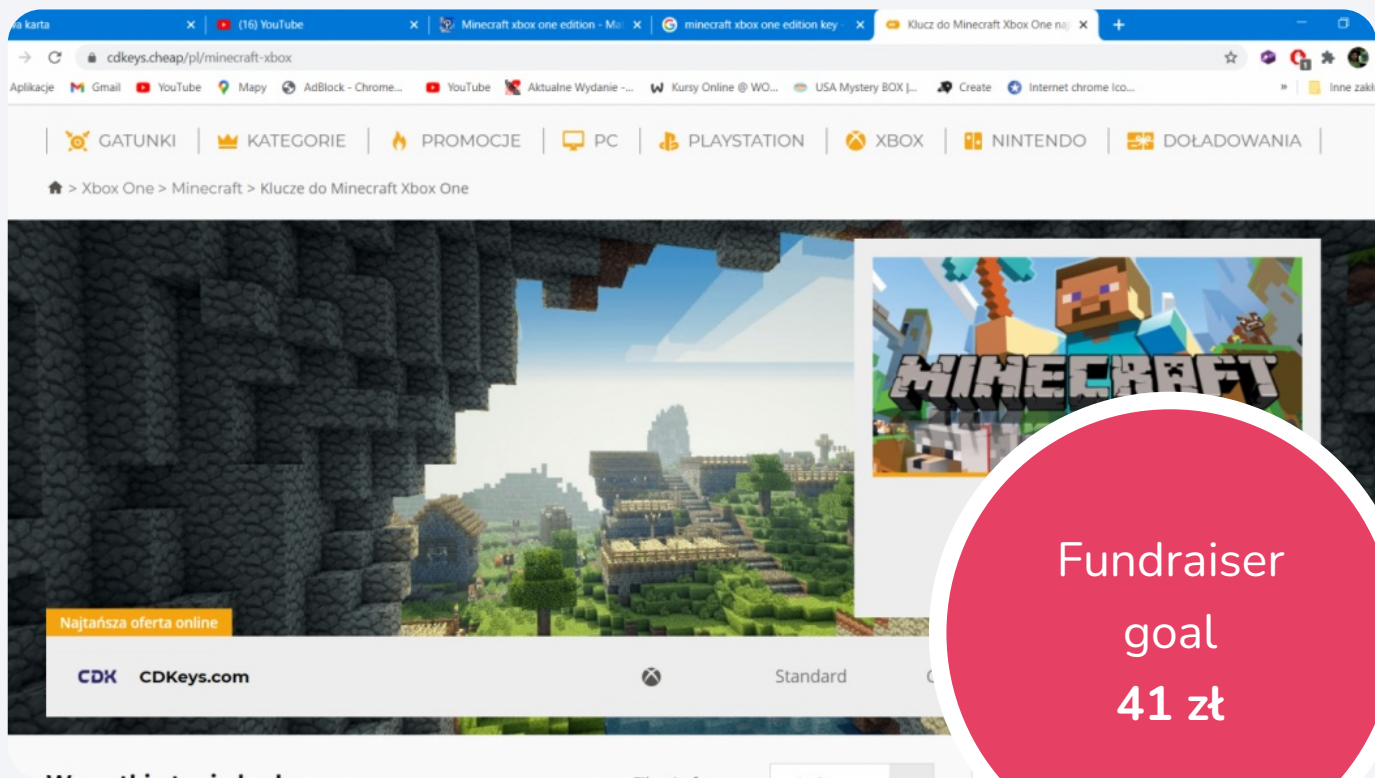 va karta
(16) YouTube
Minecraft xbox one edition - Ma
minecraft xbox one edition key -
Klucz do Minecraft Xbox One naj
cdkeys.cheap/pl/minecraft-xbox
Aplikacje
Gmail
YouTube
Mapy
AdBlock - Chrome...
YouTube
Aktualne Wydanie -...
Kursy Online @ WO...
USA Mystery BOX |...
Create
Internet chrome Ico...
»
Inne zakł
GATUNKI
KATEGORIE
PROMOCJE
PC
PLAYSTATION
XBOX
NINTENDO
DOŁADOWANIA
> Xbox One > Minecraft > Klucze do Minecraft Xbox One
MINECRAFT
Najtańsza oferta online
CDK CDKeys.com
Standard
Fundraiser
goal
41 zł